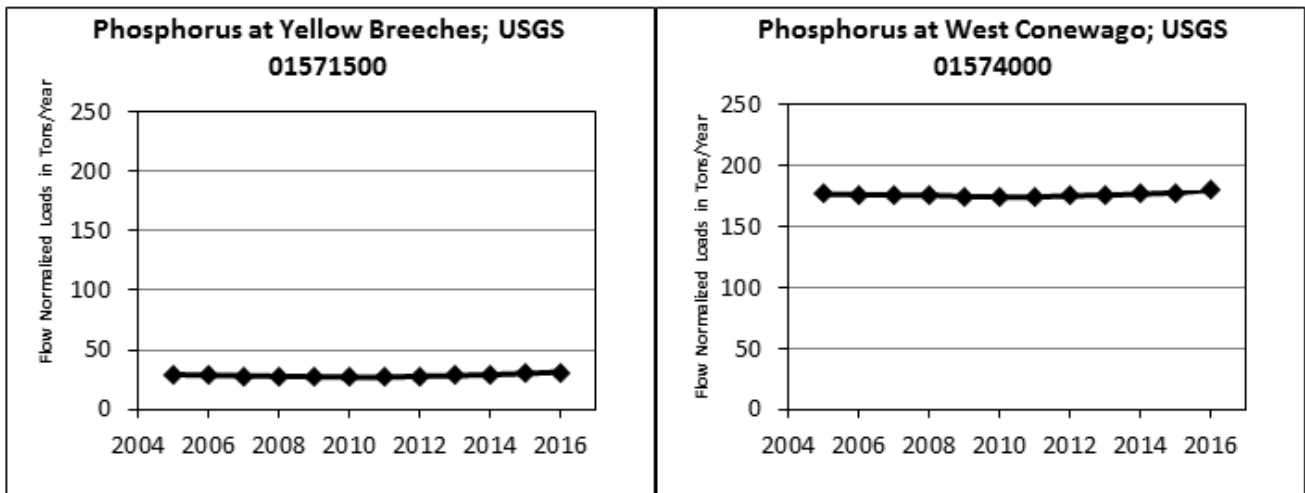 Phosphorus at Yellow Breeches; USGS
01571500
Flow Normalized Loads in Tons/Year
250
200
150
100
50
0
2004 2006 2008 2010 2012 2014 2016
Phosphorus at West Conewago; USGS
01574000
Flow Normalized Loads in Tons/Year
250
200
150
100
50
0
2004 2006 2008 2010 2012 2014 2016